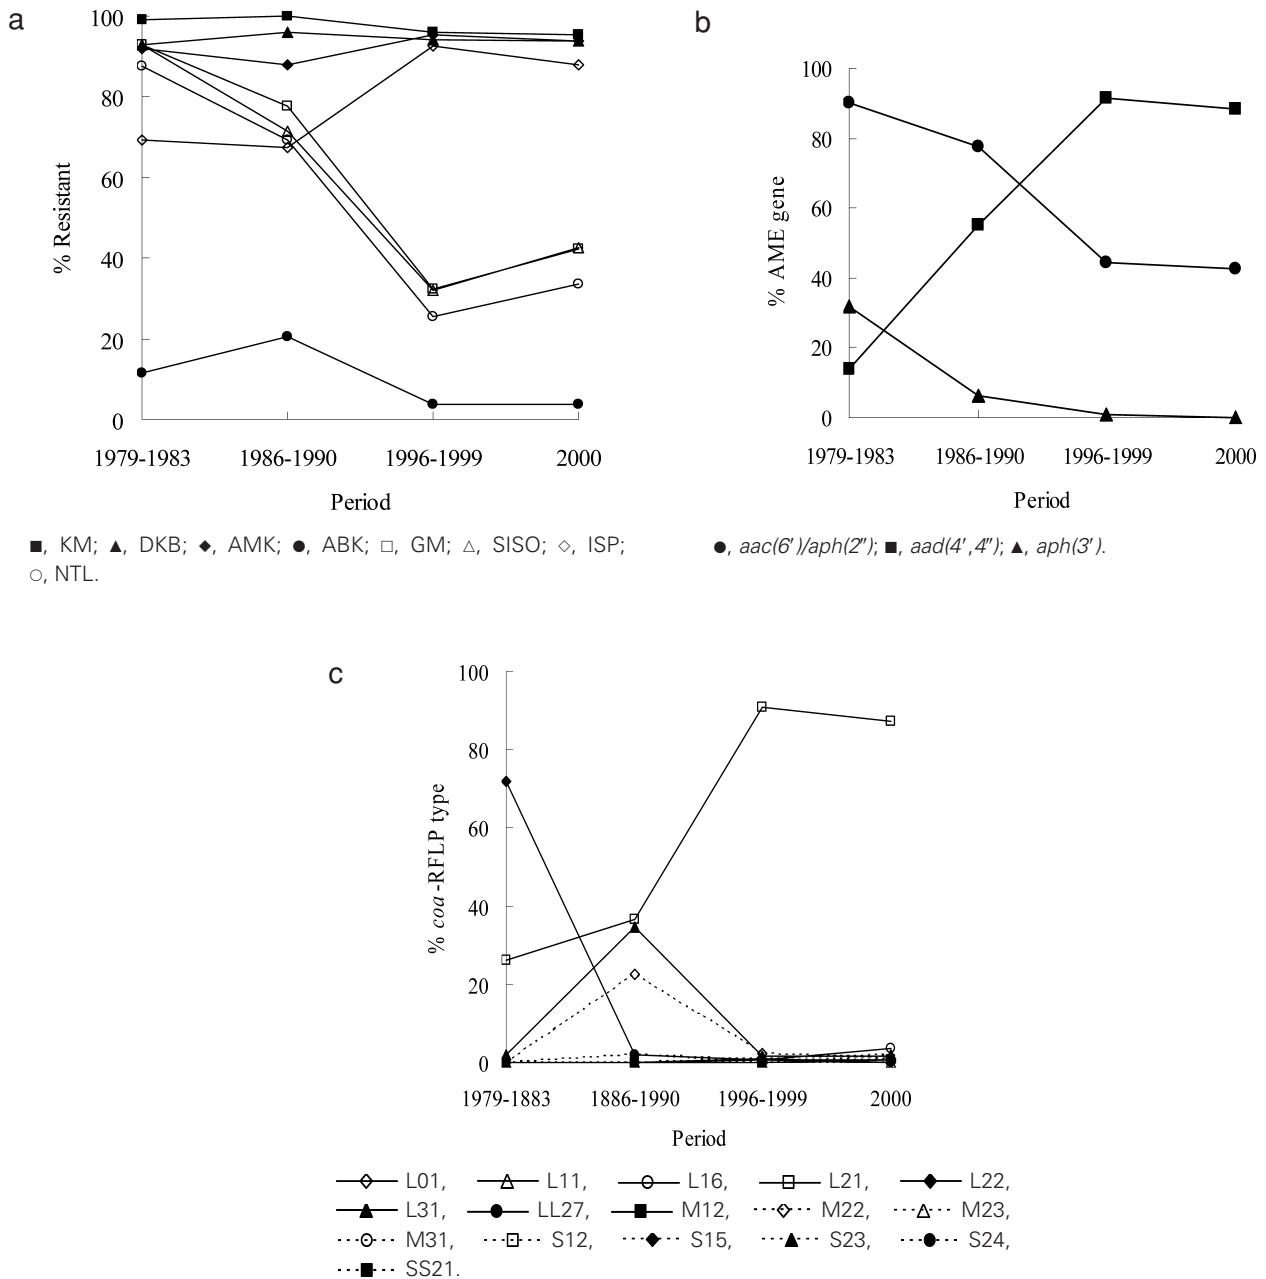 a
100
80
60
40
20
0
% Resistant
1979-1983 1986-1990 1996-1999 2000
Period
■, KM; ▲, DKB; ◆, AMK; ●, ABK; □, GM; △, SISO; ◇, ISP;
○, NTL.
b
100
80
60
40
20
0
% AME gene
1979-1983 1986-1990 1996-1999 2000
Period
●, aac(6′)/aph(2″); ■, aad(4′,4″); ▲, aph(3′).
c
100
80
60
40
20
0
% coa -RFLP type
1979-1883 1886-1990 1996-1999 2000
Period
L01, L11, L16, L21, L22,
L31, LL27, M12, M22, M23,
M31, S12, S15, S23, S24,
SS21.